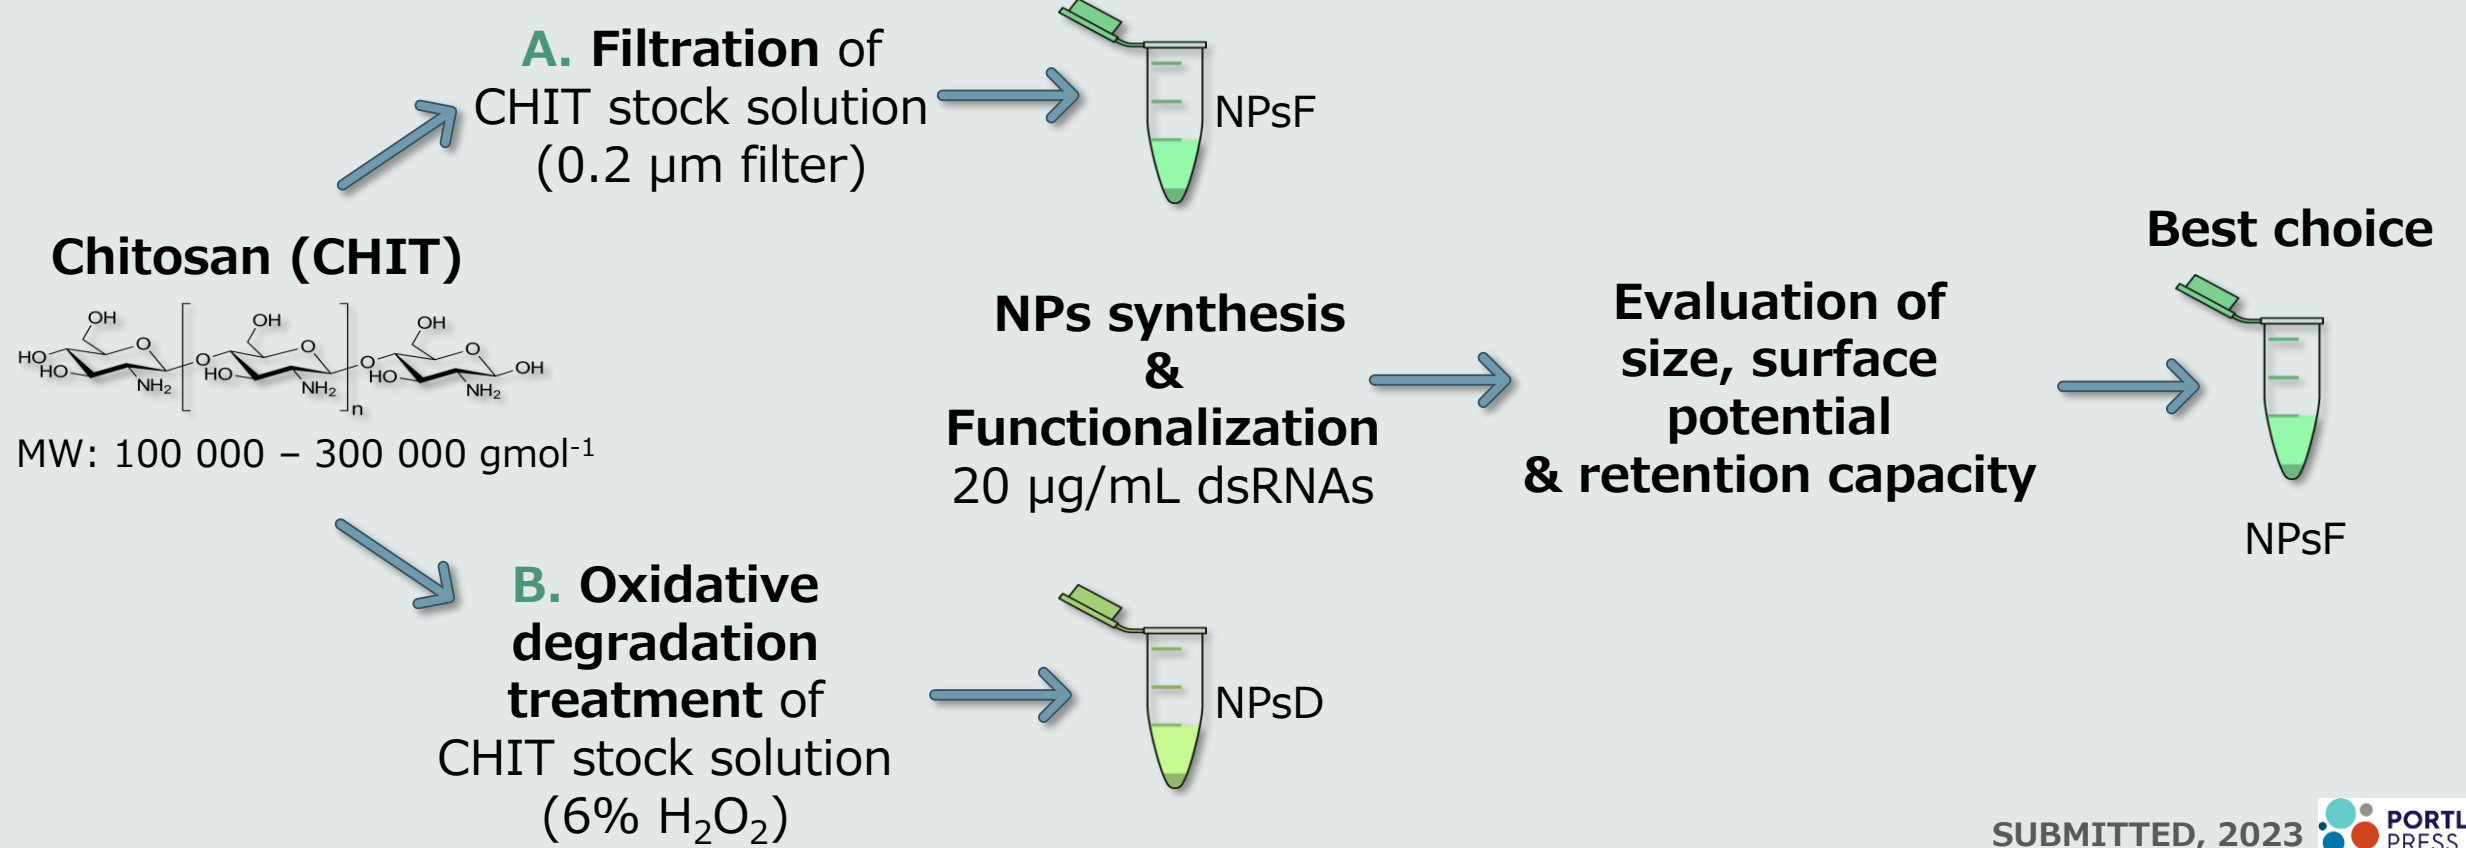 A. Filtration of
CHIT stock solution
(0.2 µm filter)
NPsF
Chitosan (CHIT)
OH
O
HO
HO
NH₂
O
OH
O
HO
NH₂
n
O
OH
O
HO
NH₂
OH
MW: 100 000 – 300 000 gmol⁻¹
B. Oxidative
degradation
treatment of
CHIT stock solution
(6% H₂O₂)
NPsD
NPs synthesis
&
Functionalization
20 µg/mL dsRNAs
Evaluation of
size, surface
potential
& retention capacity
Best choice
NPsF
SUBMITTED, 2023
PRESS